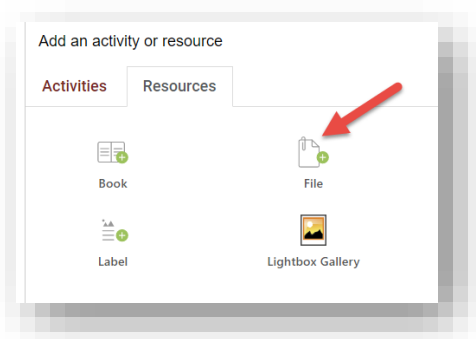 Add an activity or resource
Activities Resources
Book File
Label Lightbox Gallery